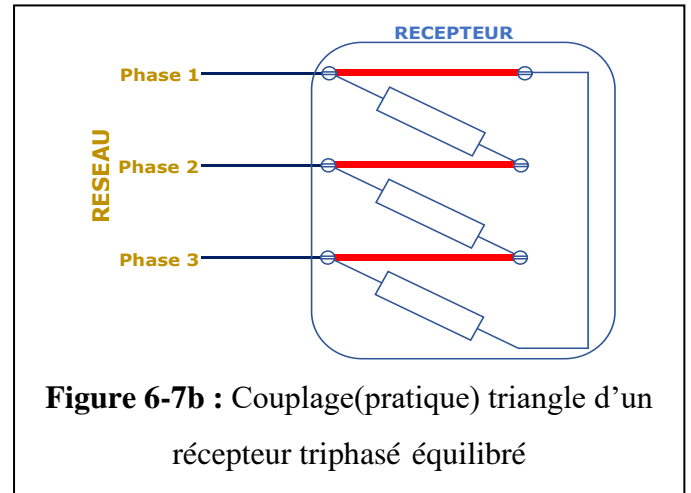 RECEPTEUR
Phase 1
RESEAU
Phase 2
Phase 3
Figure 6-7b : Couplage(pratique) triangle d’un
récepteur triphasé équilibré